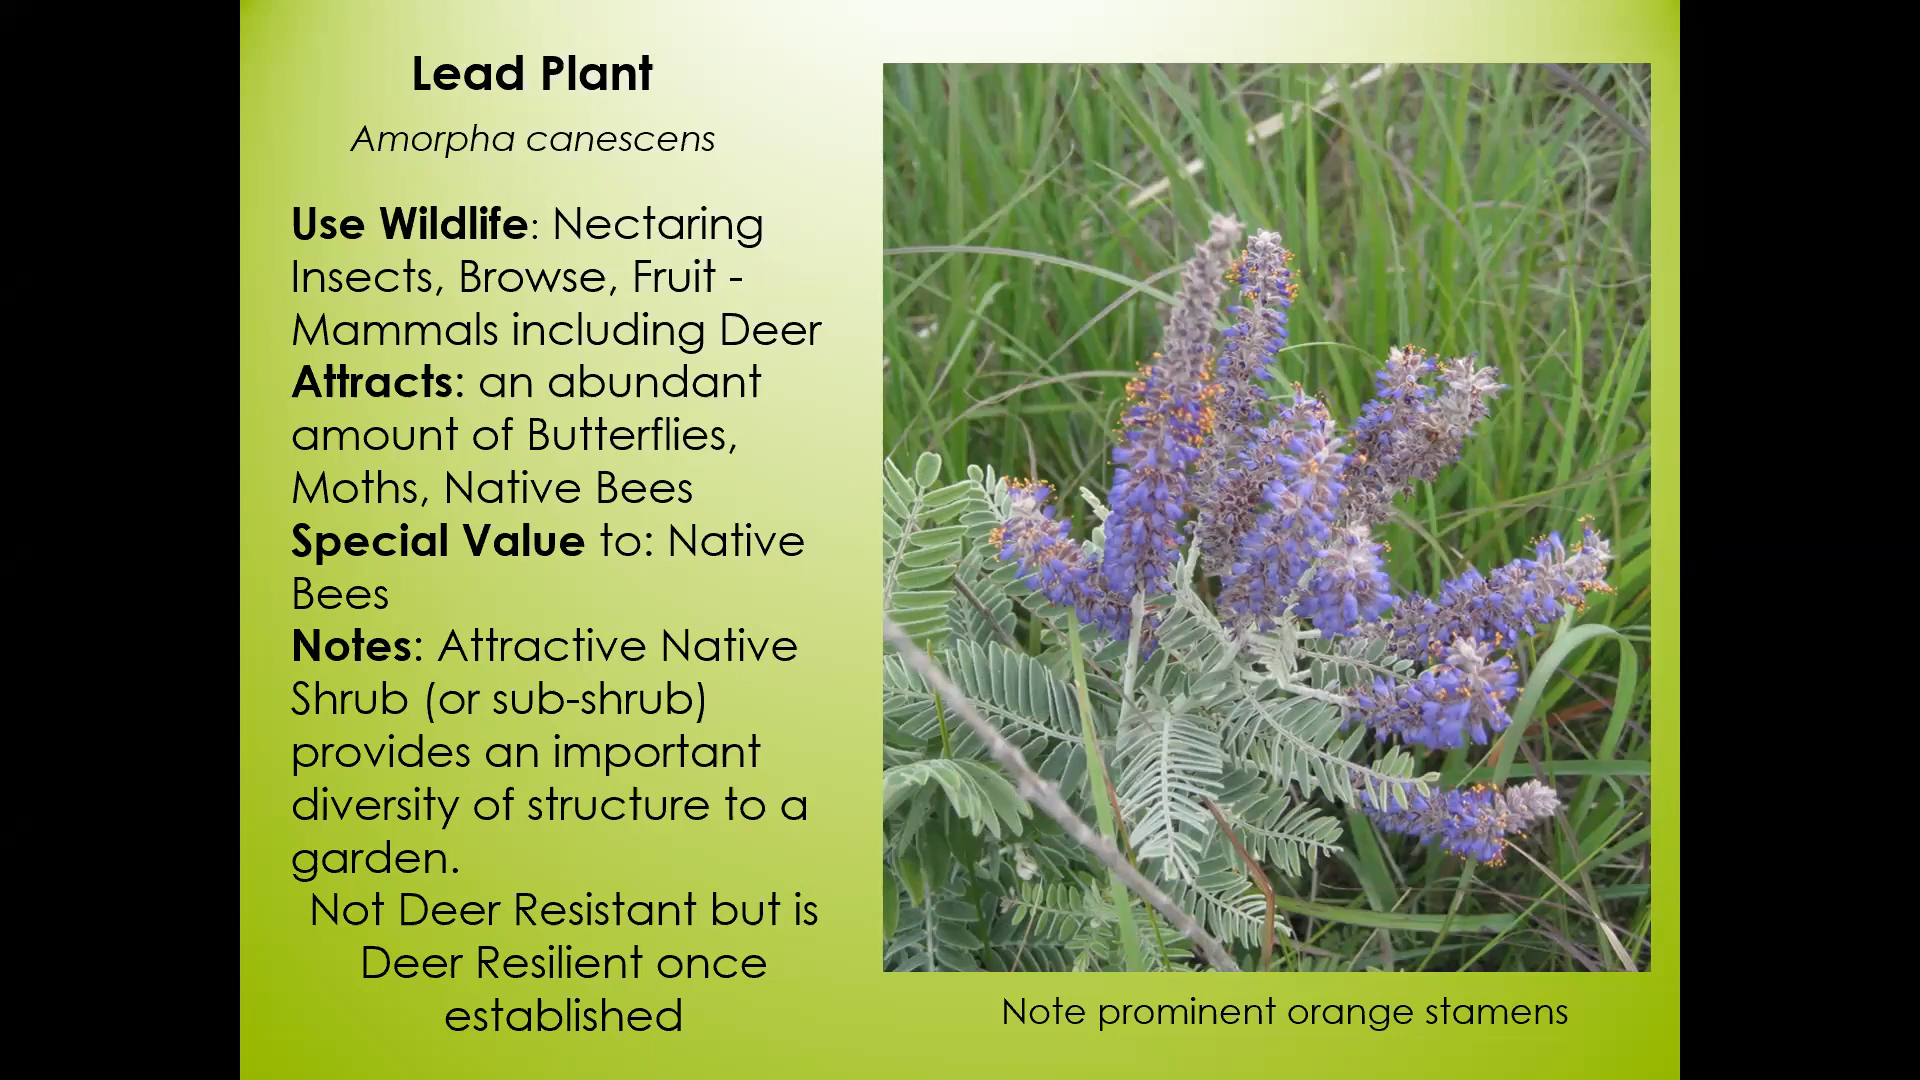 Lead Plant
Amorpha canescens
Use Wildlife: Nectaring
Insects, Browse, Fruit -
Mammals including Deer
Attracts: an abundant
amount of Butterflies,
Moths, Native Bees
Special Value to: Native
Bees
Notes: Attractive Native
Shrub (or sub-shrub)
provides an important
diversity of structure to a
garden.
Not Deer Resistant but is
Deer Resilient once
established
Note prominent orange stamens